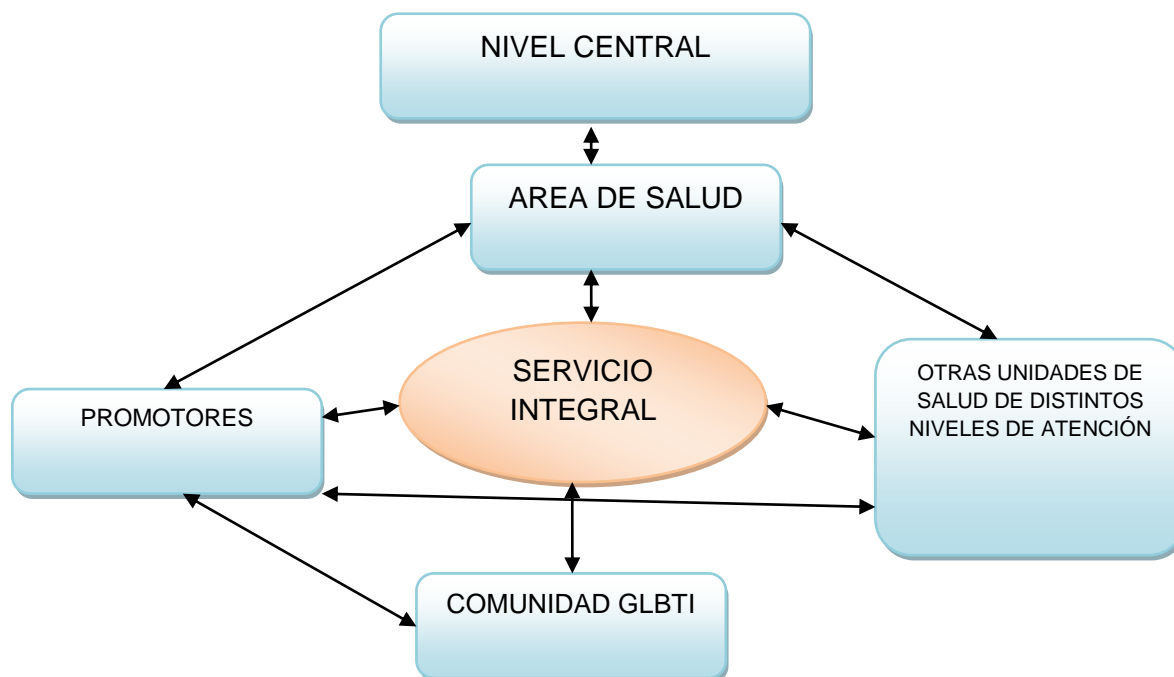 NIVEL CENTRAL
AREA DE SALUD
SERVICIO
INTEGRAL
OTRAS UNIDADES DE
SALUD DE DISTINTOS
NIVELES DE ATENCIÓN
PROMOTORES
COMUNIDAD GLBTI